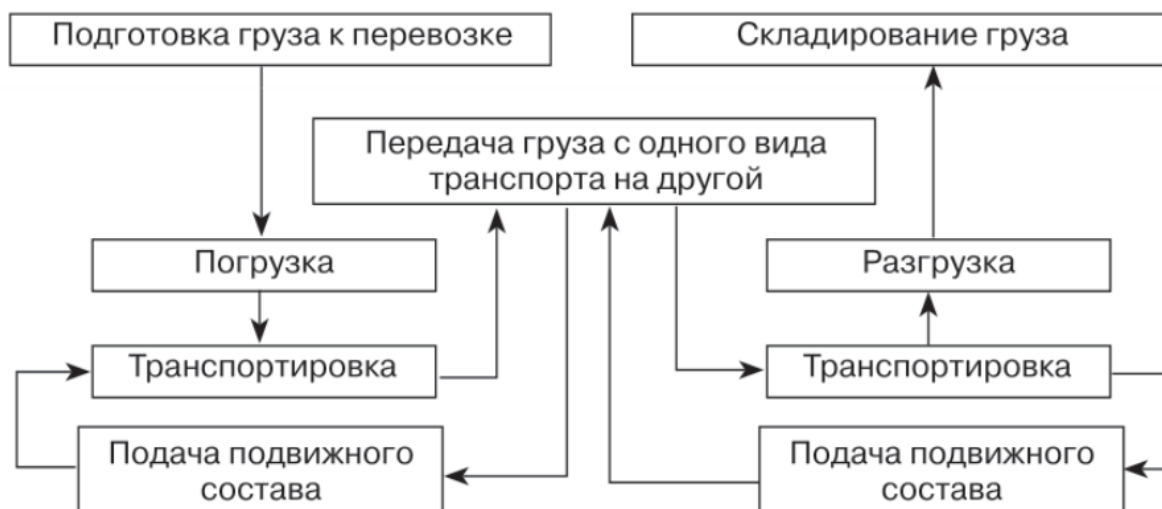 Подготовка груза к перевозке
Складирование груза
Передача груза с одного вида
транспорта на другой
Погрузка
Разгрузка
Транспортировка
Транспортировка
Подача подвижного
состава
Подача подвижного
состава